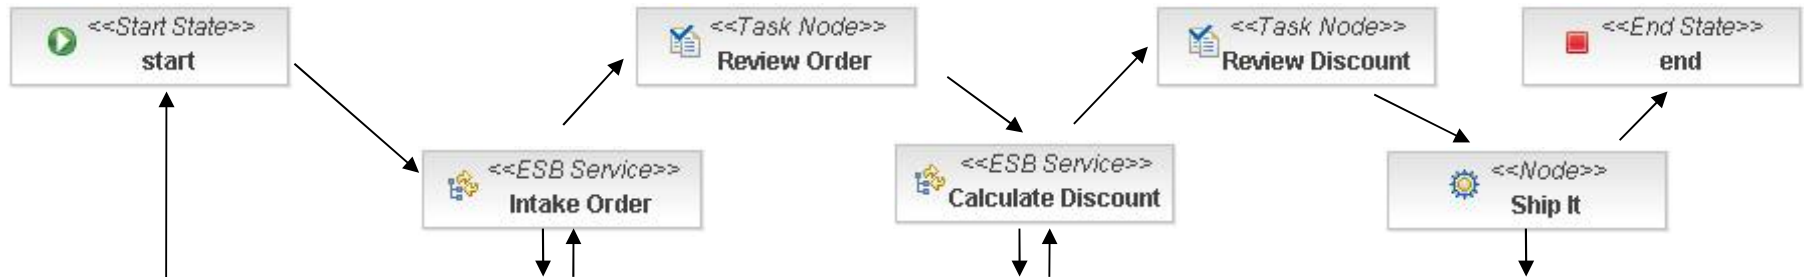 <<Start State>>
start
<<ESB Service>>
Intake Order
<<Task Node>>
Review Order
<<ESB Service>>
Calculate Discount
<<Task Node>>
Review Discount
<<Node>>
Ship It
<<End State>>
end